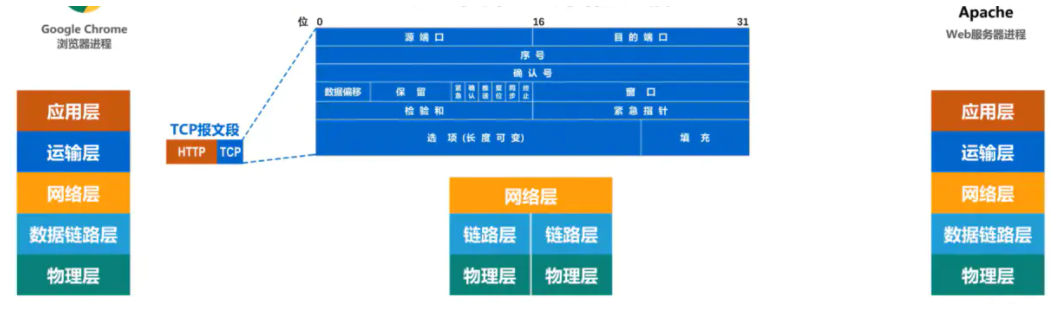 Google Chrome
浏览器进程
Apache
Web服务器进程
位 0 16 31
源端口 目的端口
序号
确认号
数据偏移 保留 紧急 确认 推送 复位 同步 终止 窗口
检验和 紧急指针
选项(长度可变) 填充
TCP报文段
HTTP TCP
应用层
运输层
网络层
数据链路层
物理层
网络层
链路层 链路层
物理层 物理层
应用层
运输层
网络层
数据链路层
物理层